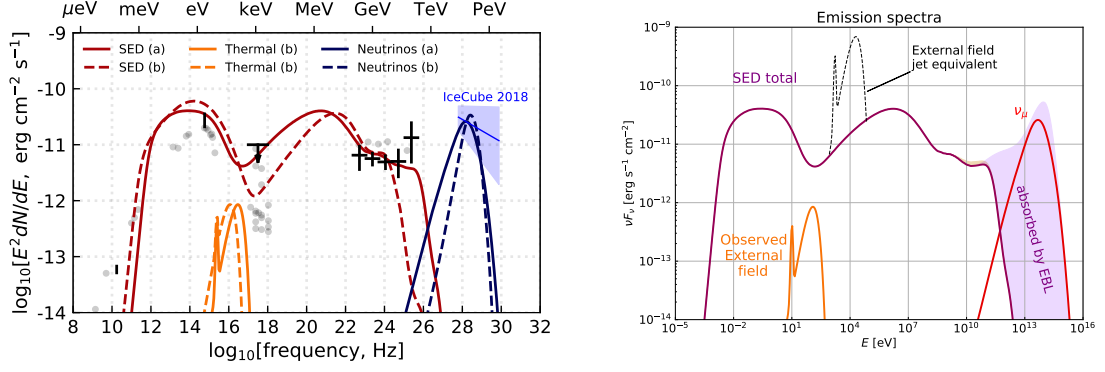 μeV meV eV keV MeV GeV TeV PeV
-9
-10
-11
-12
-13
-14
log₁₀[E²dN/dE, erg cm⁻² s⁻¹]
SED (a) Thermal (b) Neutrinos (a)
SED (b) Thermal (b) Neutrinos (b)
IceCube 2018
8 10 12 14 16 18 20 22 24 26 28 30 32
log₁₀[frequency, Hz]
Emission spectra
10⁻⁹
10⁻¹⁰
10⁻¹¹
10⁻¹²
10⁻¹³
10⁻¹⁴
νFᵥ [erg s⁻¹ cm⁻²]
External field
jet equivalent
SED total
ν_μ
Observed
External
field
absorbed by EBL
10⁻⁵ 10⁻² 10¹ 10⁴ 10⁷ 10¹⁰ 10¹³ 10¹⁶
E [eV]